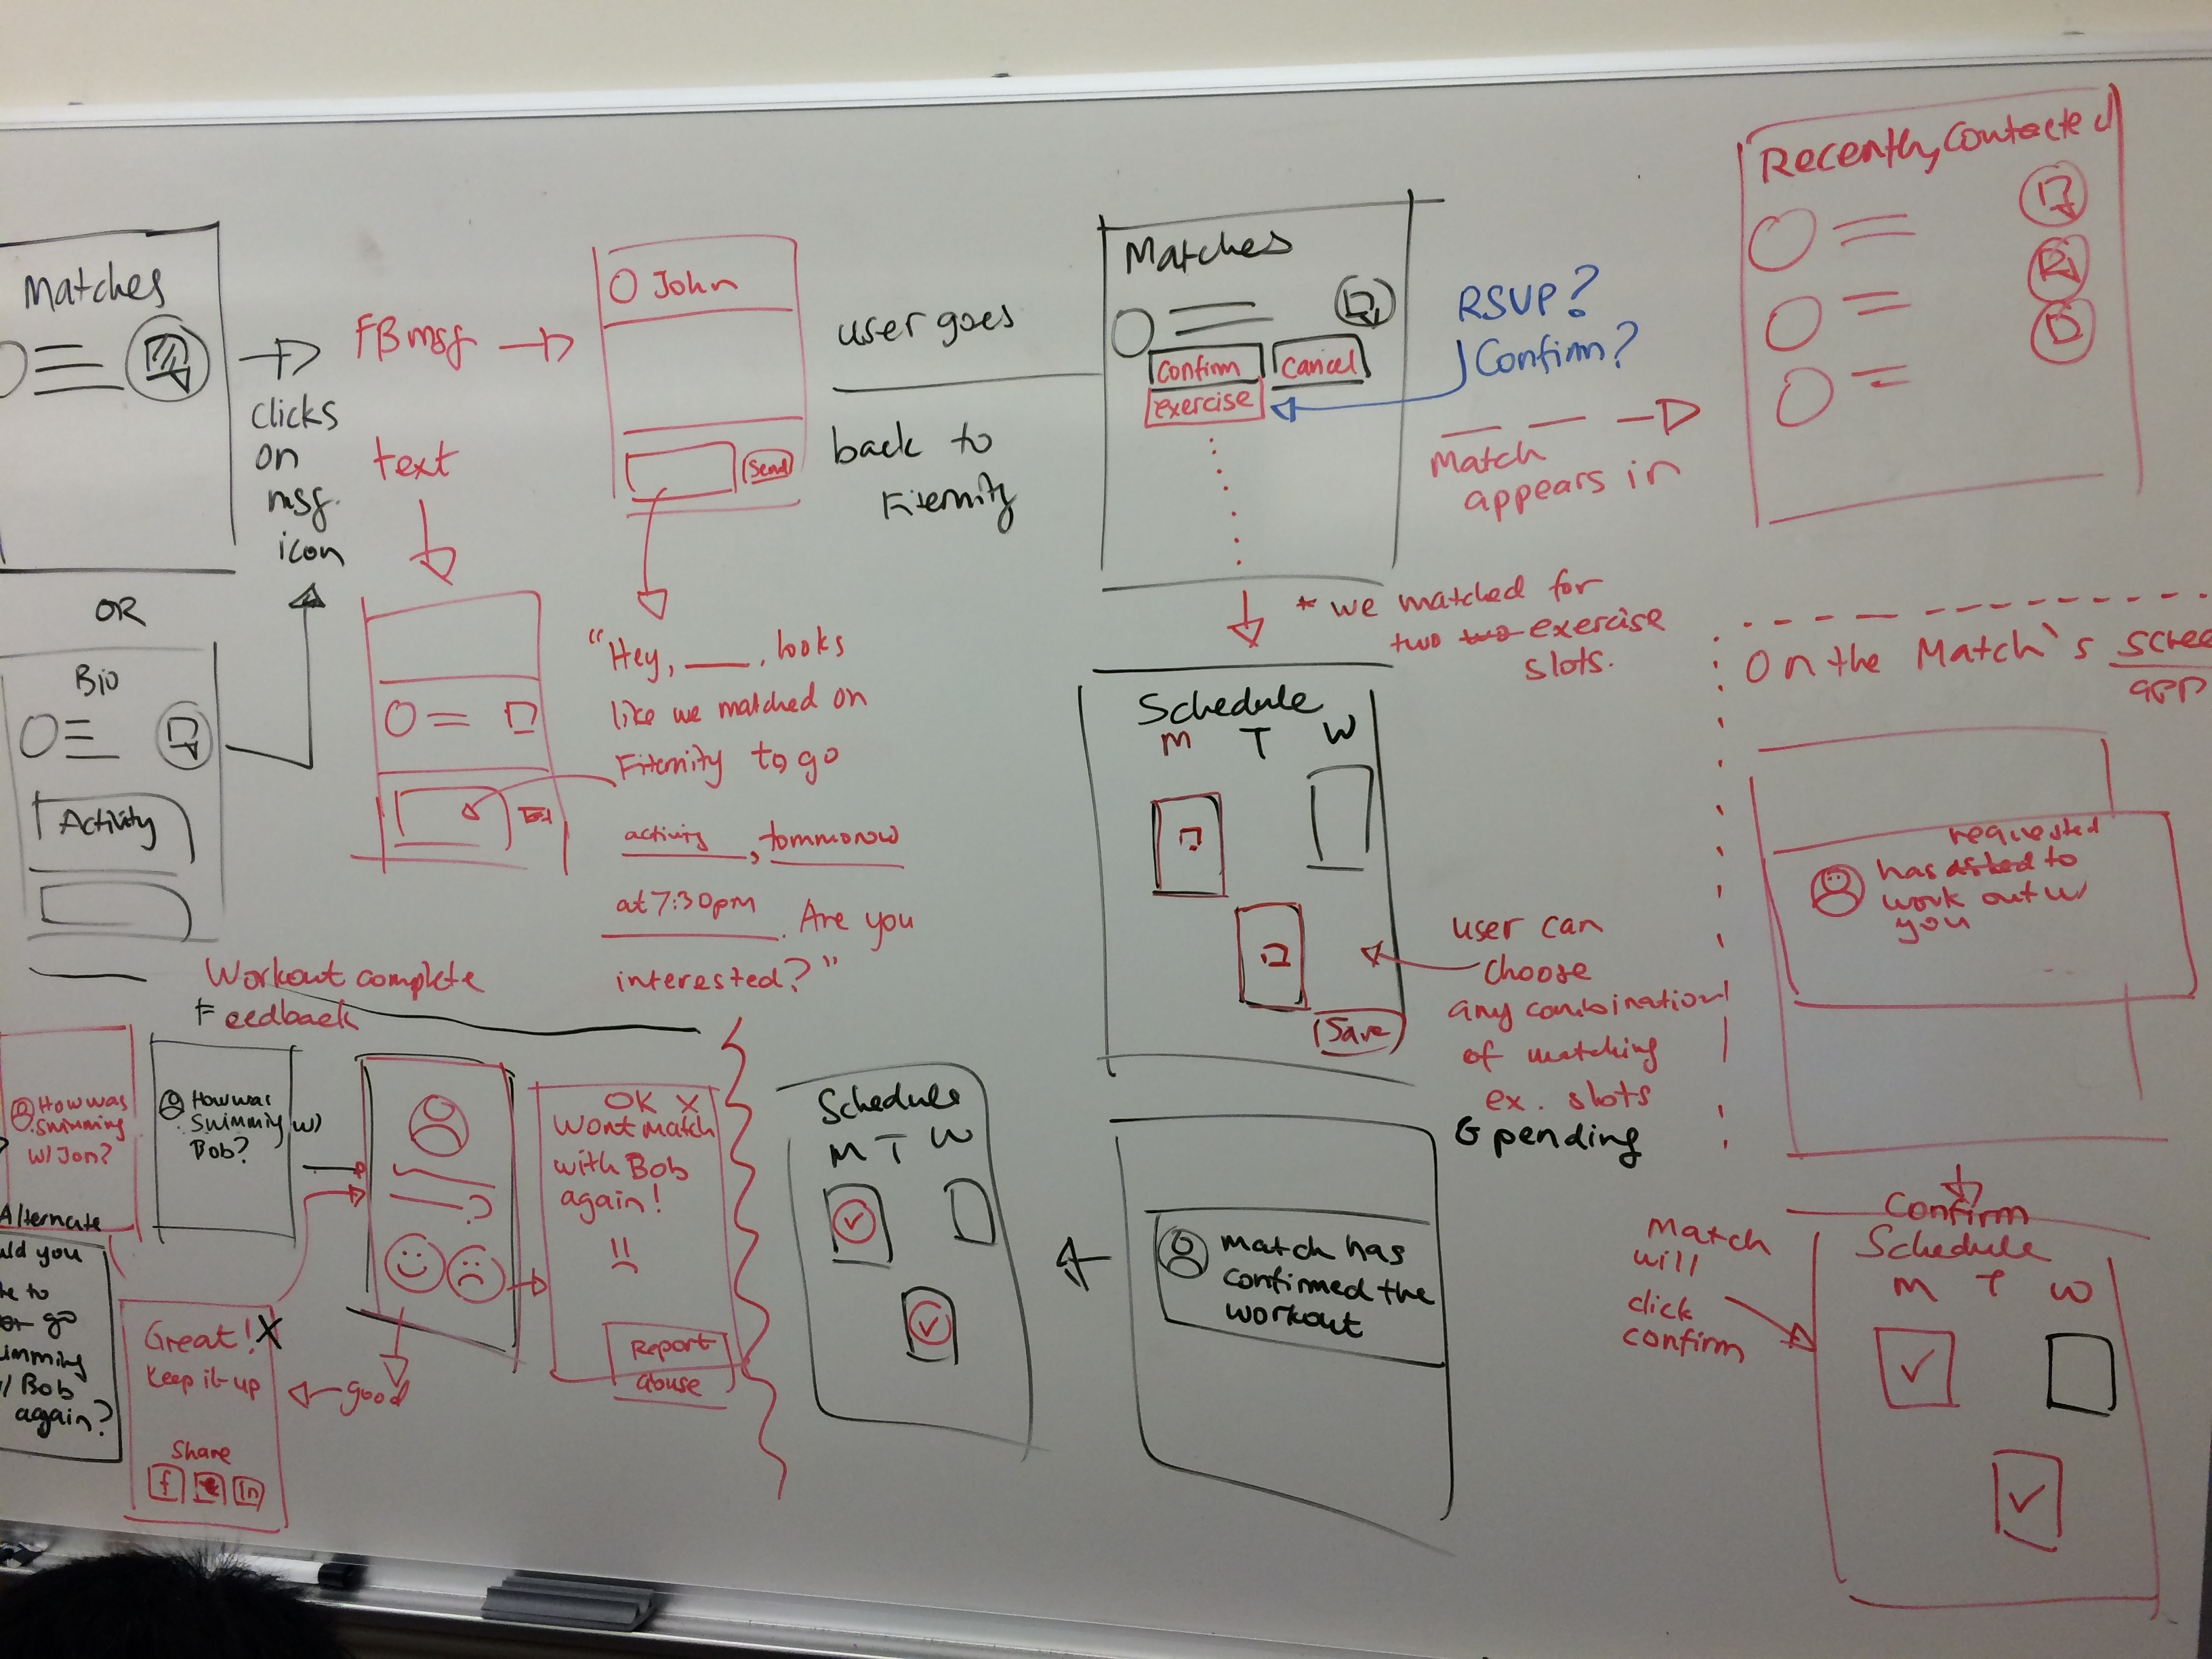 Matches
clicks
on
msg.
icon
OR
Bio
Activity
FB msg
text
John
Send
"Hey, ___, looks
like we matched on
Fiternity to go
activity, tommorow
at 7:30pm. Are you
interested?"
user goes
back to
Fiternity
Matches
Confirm
Cancel
exercise
RSVP?
Confirm?
Match
appears in
Recently Contacted
* we matched for
two two exercise
slots.
Schedule
M T W
Save
user can
choose
any combination
of matching
ex. slots
& pending
On the Match's
app
requested
has asked to
work out w/
you
Confirm
Match
will
click
confirm
Schedule
M T W
match has
confirmed the
workout
Schedule
M T W
Workout complete
Feedback
How was
Swimming
w/ Jon?
How was
Swimming w/
Bob?
OK X
Wont match
with Bob
again!
Report
abuse
good
Great! X
Keep it up
Share
f
in
Alternate
you
to
go
Bob
again?